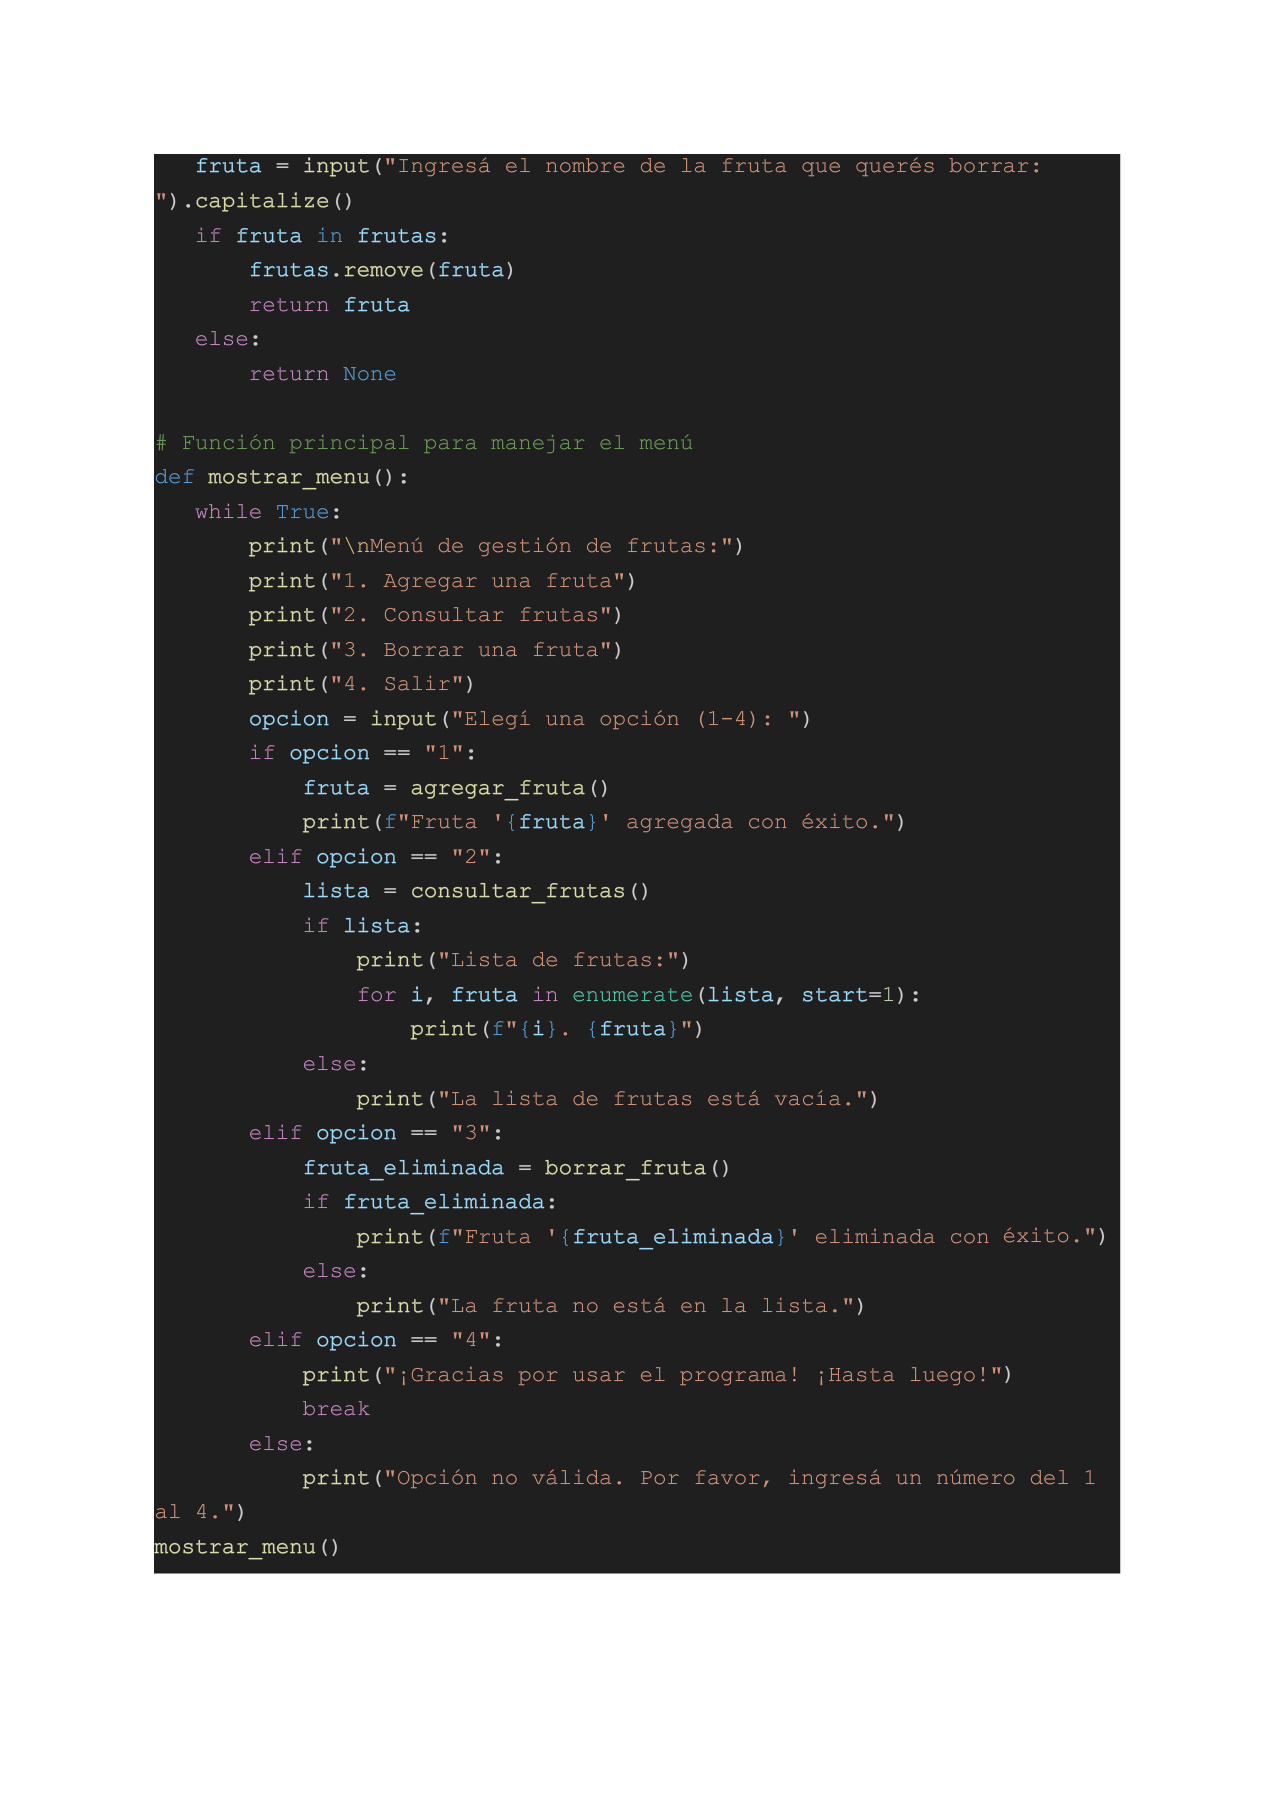 fruta = input("Ingresá el nombre de la fruta que querés borrar:
").capitalize()
   if fruta in frutas:
       frutas.remove(fruta)
       return fruta
   else:
       return None

# Función principal para manejar el menú
def mostrar_menu():
   while True:
       print("\nMenú de gestión de frutas:")
       print("1. Agregar una fruta")
       print("2. Consultar frutas")
       print("3. Borrar una fruta")
       print("4. Salir")
       opcion = input("Elegí una opción (1-4): ")
       if opcion == "1":
           fruta = agregar_fruta()
           print(f"Fruta '{fruta}' agregada con éxito.")
       elif opcion == "2":
           lista = consultar_frutas()
           if lista:
               print("Lista de frutas:")
               for i, fruta in enumerate(lista, start=1):
                   print(f"{i}. {fruta}")
           else:
               print("La lista de frutas está vacía.")
       elif opcion == "3":
           fruta_eliminada = borrar_fruta()
           if fruta_eliminada:
               print(f"Fruta '{fruta_eliminada}' eliminada con éxito.")
           else:
               print("La fruta no está en la lista.")
       elif opcion == "4":
           print("¡Gracias por usar el programa! ¡Hasta luego!")
           break
       else:
           print("Opción no válida. Por favor, ingresá un número del 1
al 4.")
mostrar_menu()